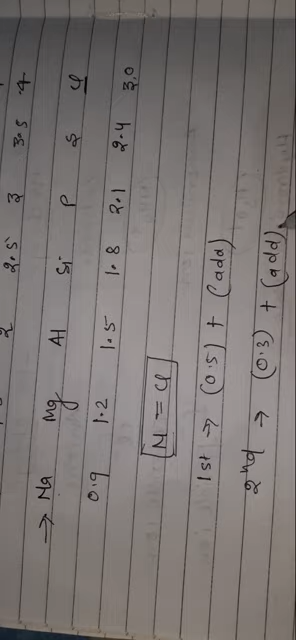 2 2.5 3 3.5 4
→ Na Mg Al Si P S Cl
0.9 1.2 1.5 1.8 2.1 2.4 3.0
N = Cl
1st → (0.5) + (add)
2nd → (0.3) + (add)